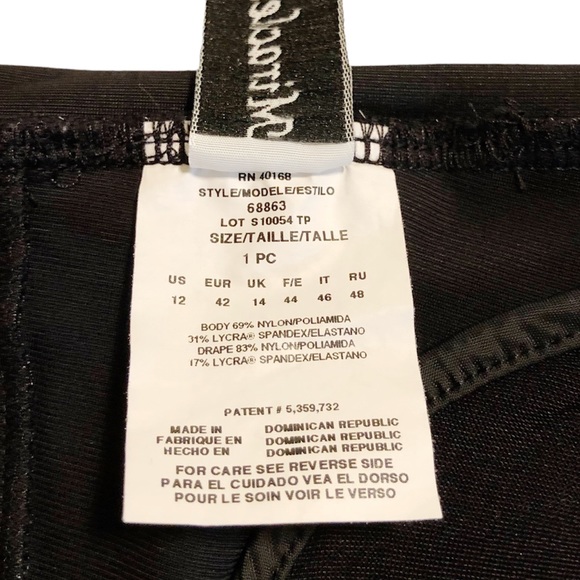 RN 40168
STYLE/MODELE/ESTILO
68863
LOT S10054 TP
SIZE/TAILLE/TALLE
1 PC
US EUR UK F/E IT RU
12 42 14 44 46 48
BODY 69% NYLON/POLIAMIDA
31% LYCRA® SPANDEX/ELASTANO
DRAPE 83% NYLON/POLIAMIDA
17% LYCRA® SPANDEX/ELASTANO
PATENT # 5,359,732
MADE IN DOMINICAN REPUBLIC
FABRIQUE EN DOMINICAN REPUBLIC
HECHO EN DOMINICAN REPUBLIC
FOR CARE SEE REVERSE SIDE
PARA EL CUIDADO VEA EL DORSO
POUR LE SOIN VOIR LE VERSO